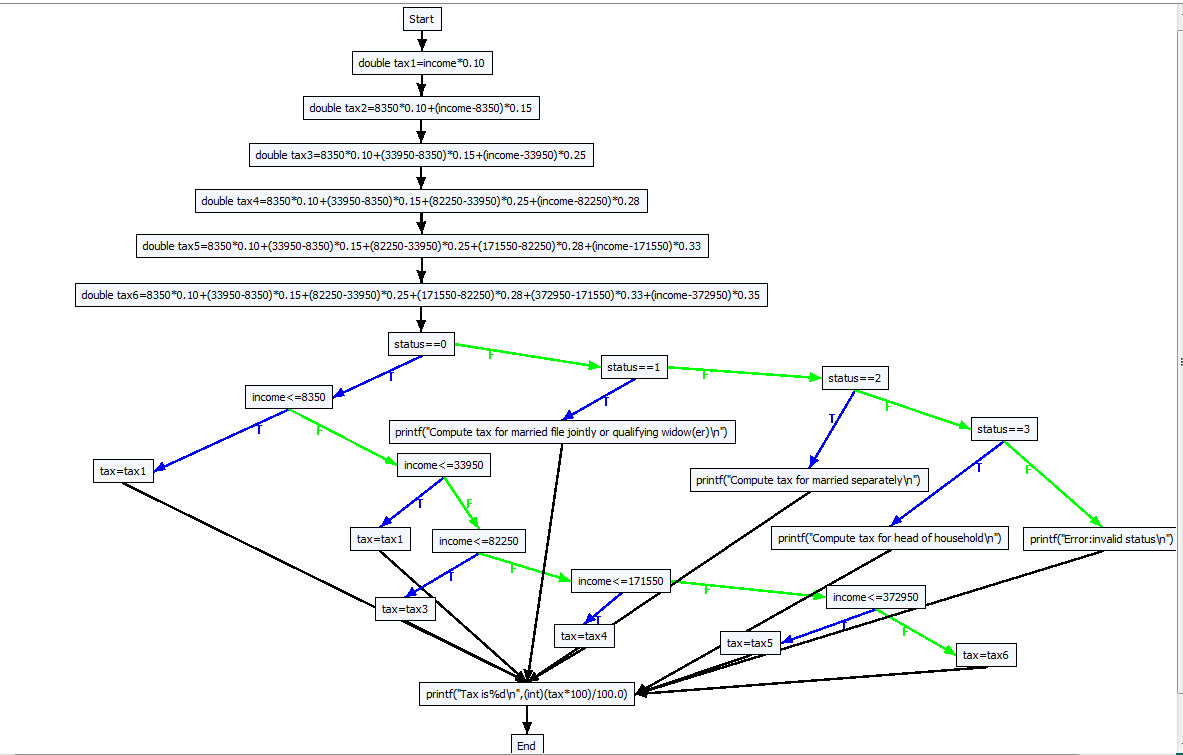 Start
double tax1=income*0.10
double tax2=8350*0.10+(income-8350)*0.15
double tax3=8350*0.10+(33950-8350)*0.15+(income-33950)*0.25
double tax4=8350*0.10+(33950-8350)*0.15+(82250-33950)*0.25+(income-82250)*0.28
double tax5=8350*0.10+(33950-8350)*0.15+(82250-33950)*0.25+(171550-82250)*0.28+(income-171550)*0.33
double tax6=8350*0.10+(33950-8350)*0.15+(82250-33950)*0.25+(171550-82250)*0.28+(372950-171550)*0.33+(income-372950)*0.35
status==0
F
status==1
F
status==2
T
T
F
income<=8350
T
status==3
T
F
printf("Compute tax for married file jointly or qualifying widow(er)\n")
tax=tax1
income<=33950
T
F
printf("Compute tax for married separately\n")
T
F
tax=tax1
income<=82250
printf("Compute tax for head of household\n")
printf("Error:invalid status\n")
T
F
income<=171550
F
income<=372950
tax=tax3
T
T
F
tax=tax4
tax=tax5
tax=tax6
printf("Tax is%d\n",(int)(tax*100)/100.0)
End